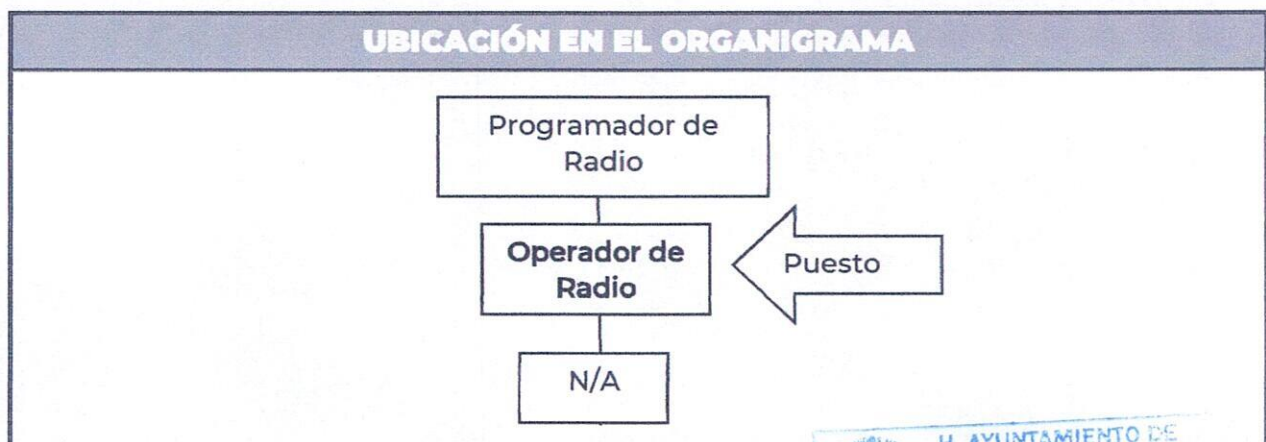 UBICACIÓN EN EL ORGANIGRAMA
Programador de
Radio
Operador de
Radio
Puesto
N/A
H. AYUNTAMIENTO DE